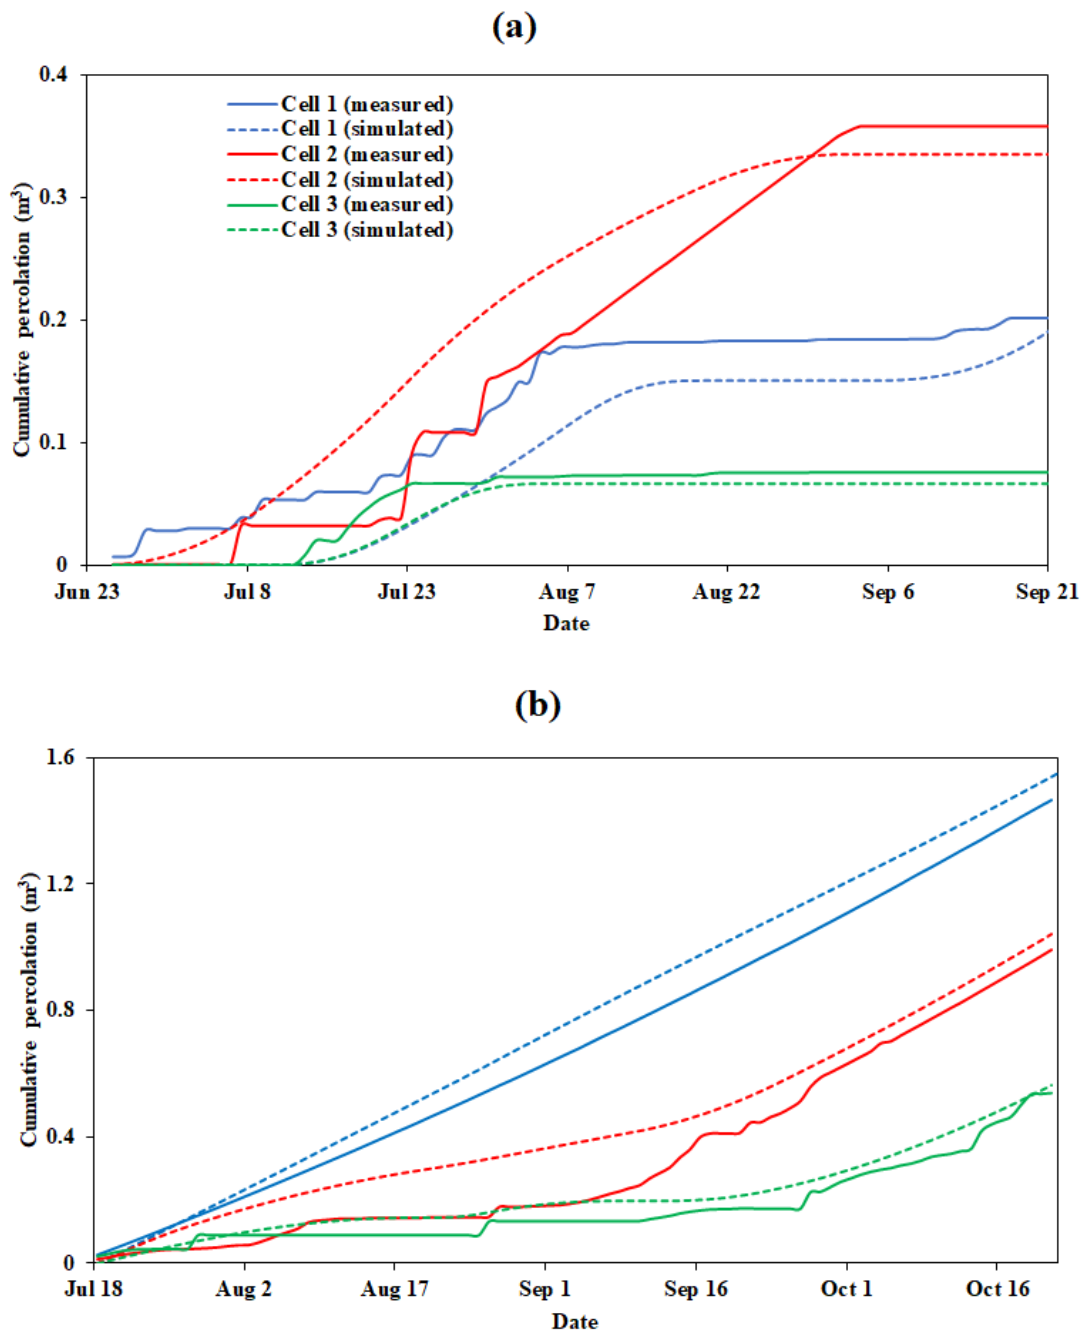 (a)
Cumulative percolation (m³)
0.4
0.3
0.2
0.1
0
Cell 1 (measured)
Cell 1 (simulated)
Cell 2 (measured)
Cell 2 (simulated)
Cell 3 (measured)
Cell 3 (simulated)
Jun 23 Jul 8 Jul 23 Aug 7 Aug 22 Sep 6 Sep 21
Date
(b)
Cumulative percolation (m³)
1.6
1.2
0.8
0.4
0
Jul 18 Aug 2 Aug 17 Sep 1 Sep 16 Oct 1 Oct 16
Date